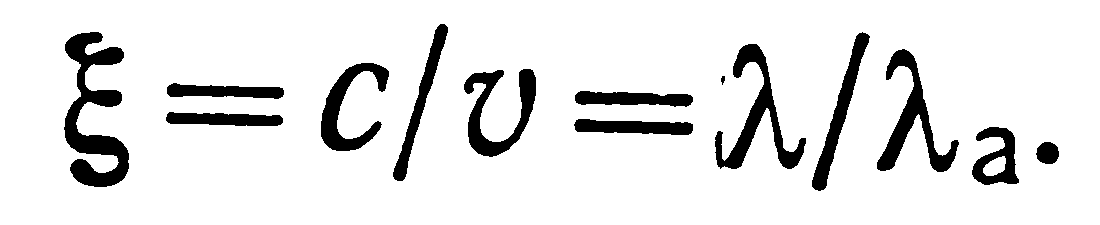 ξ = c/v = λ/λₐ.